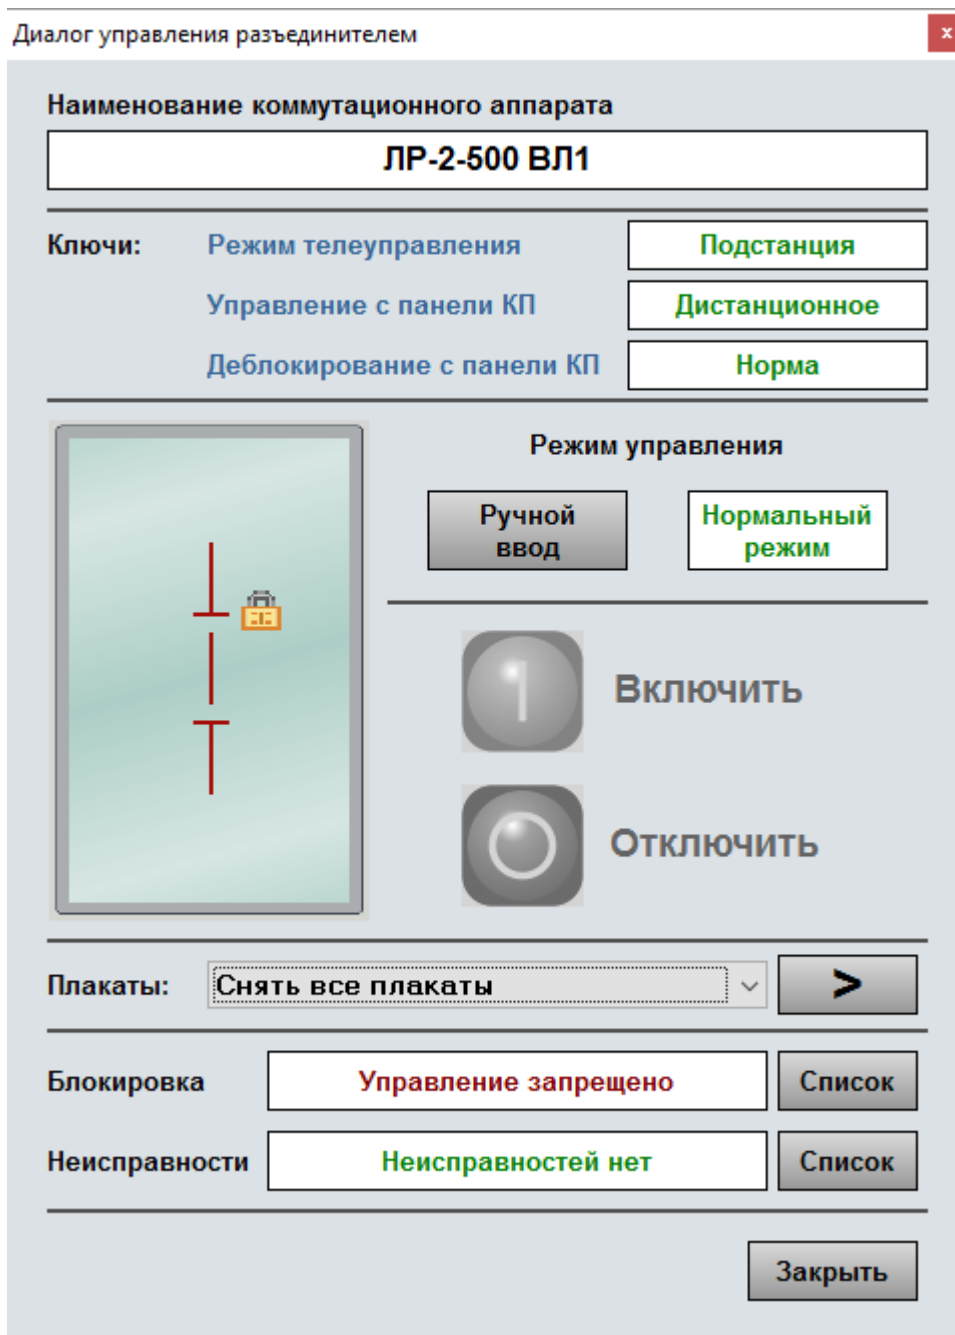 Диалог управления разъединителем
x
Наименование коммутационного аппарата
ЛР-2-500 ВЛ1
Ключи: Режим телеуправления Подстанция
Управление с панели КП Дистанционное
Деблокирование с панели КП Норма
Режим управления
Ручной
ввод
Нормальный
режим
Включить
Отключить
Плакаты: Снять все плакаты >
Блокировка Управление запрещено Список
Неисправности Неисправностей нет Список
Закрыть